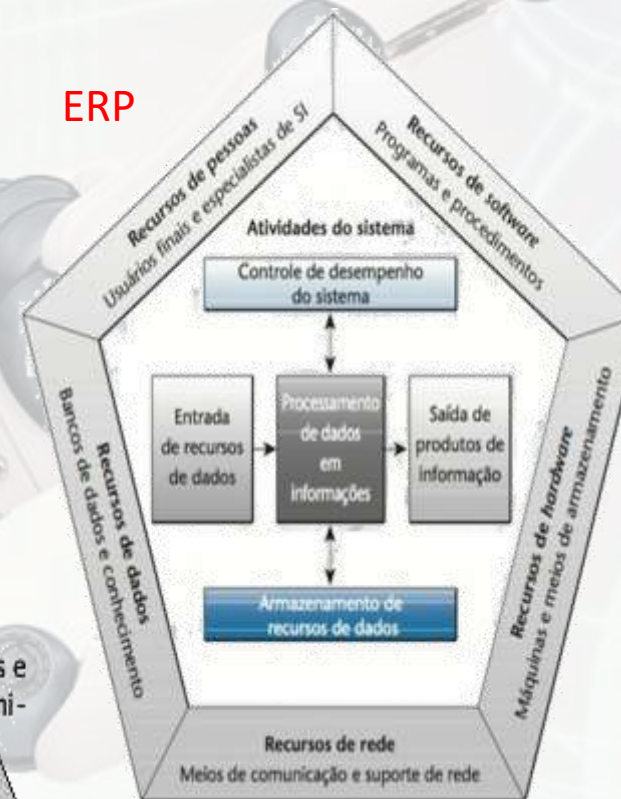 ERP
Recursos de pessoas
Usuários finais e especialistas de SI
Recursos de software
Programas e procedimentos
Atividades do sistema
Controle de desempenho
do sistema
Entrada
de recursos
de dados
Processamento
de dados
em
informações
Saída de
produtos de
informação
Armazenamento de
recursos de dados
Recursos de dados
Bancos de dados e conhecimento
Recursos de hardware
Máquinas e meios de armazenamento
s e
ni-
Recursos de rede
Meios de comunicação e suporte de rede